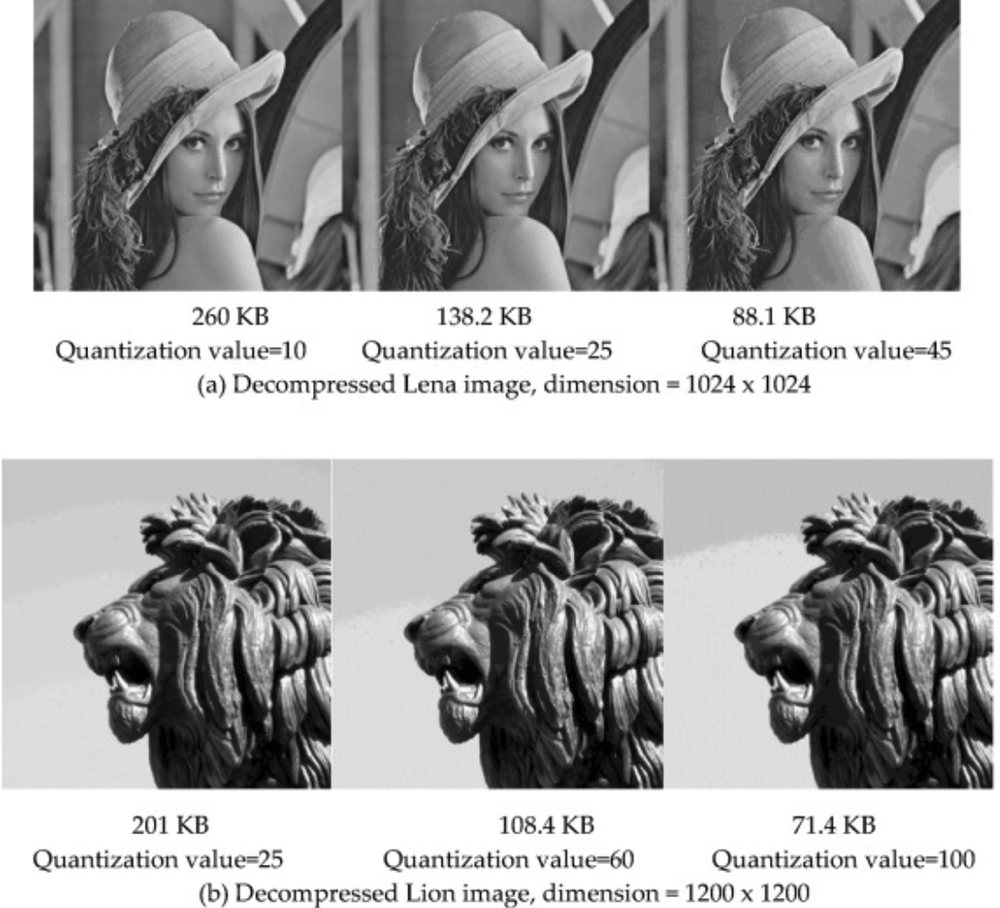 260 KB 138.2 KB 88.1 KB
Quantization value=10 Quantization value=25 Quantization value=45
(a) Decompressed Lena image, dimension = 1024 x 1024
201 KB 108.4 KB 71.4 KB
Quantization value=25 Quantization value=60 Quantization value=100
(b) Decompressed Lion image, dimension = 1200 x 1200